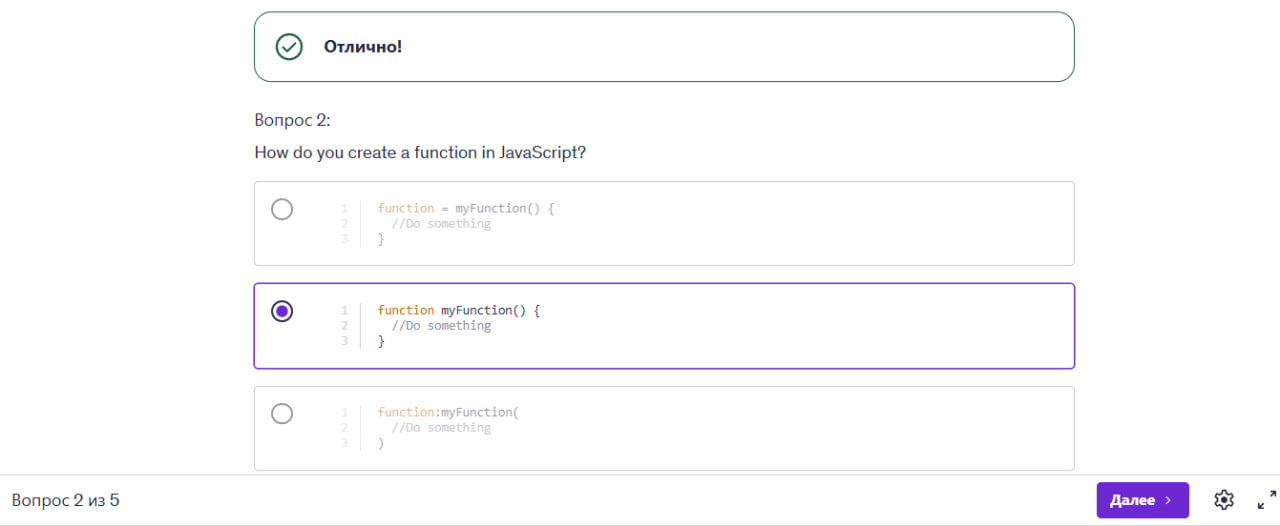 Отлично!
Вопрос 2:
How do you create a function in JavaScript?
1 function = myFunction() {
2 //Do something
3 }
1 function myFunction() {
2 //Do something
3 }
1 function:myFunction(
2 //Do something
3 )
Вопрос 2 из 5
Далее